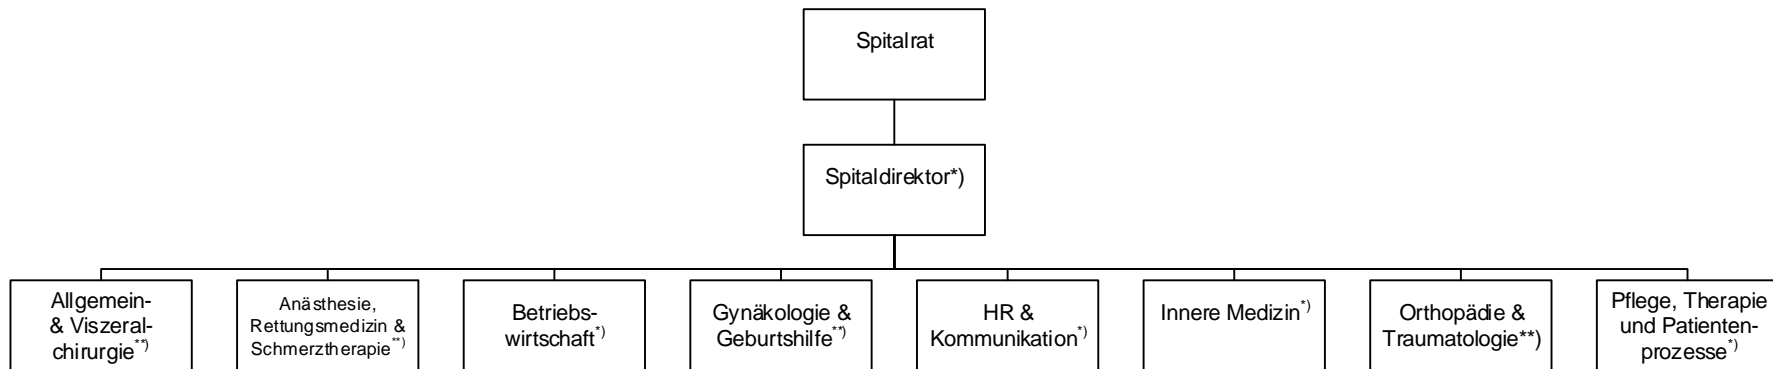 Spitalrat
Spitaldirektor*)
Allgemein-
& Viszeral-
chirurgie**)
Anästhesie,
Rettungsmedizin &
Schmerztherapie**)
Betriebs-
wirtschaft*)
Gynäkologie &
Geburtshilfe**)
HR &
Kommunikation*)
Innere Medizin*)
Orthopädie &
Traumatologie**)
Pflege, Therapie
und Patienten-
prozesse*)